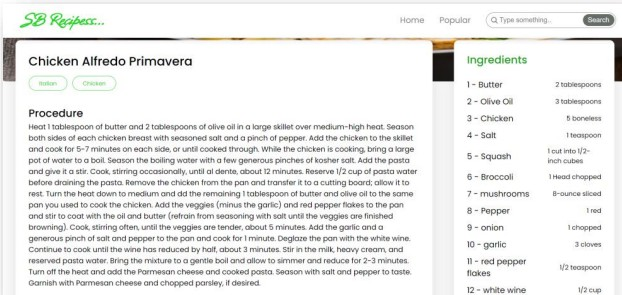 SB Recipess...
Home Popular Type something.. Search
Chicken Alfredo Primavera
Italian Chicken
Procedure
Heat 1 tablespoon of butter and 2 tablespoons of olive oil in a large skillet over medium-high heat. Season
both sides of each chicken breast with seasoned salt and a pinch of pepper. Add the chicken to the skillet
and cook for 5-7 minutes on each side, or until cooked through. While the chicken is cooking, bring a large
pot of water to a boil. Season the boiling water with a few generous pinches of kosher salt. Add the pasta
and give it a stir. Cook, stirring occasionally, until al dente, about 12 minutes. Reserve 1/2 cup of pasta water
before draining the pasta. Remove the chicken from the pan and transfer it to a cutting board; allow it to
rest. Turn the heat down to medium and dd the remaining 1 tablespoon of butter and olive oil to the same
pan you used to cook the chicken. Add the veggies (minus the garlic) and red pepper flakes to the pan
and stir to coat with the oil and butter (refrain from seasoning with salt until the veggies are finished
browning). Cook, stirring often, until the veggies are tender, about 5 minutes. Add the garlic and a
generous pinch of salt and pepper to the pan and cook for 1 minute. Deglaze the pan with the white wine.
Continue to cook until the wine has reduced by half, about 3 minutes. Stir in the milk, heavy cream, and
reserved pasta water. Bring the mixture to a gentle boil and allow to simmer and reduce for 2-3 minutes.
Turn off the heat and add the Parmesan cheese and cooked pasta. Season with salt and pepper to taste.
Garnish with Parmesan cheese and chopped parsley, if desired.
Ingredients
1 - Butter 2 tablespoons
2 - Olive Oil 3 tablespoons
3 - Chicken 5 boneless
4 - Salt 1 teaspoon
5 - Squash 1 cut into 1/2-
inch cubes
6 - Broccoli 1 Head chopped
7 - mushrooms 8-ounce sliced
8 - Pepper 1 red
9 - onion 1 chopped
10 - garlic 3 cloves
11 - red pepper
flakes 1/2 teaspoon
12 - white wine 1/2 cup